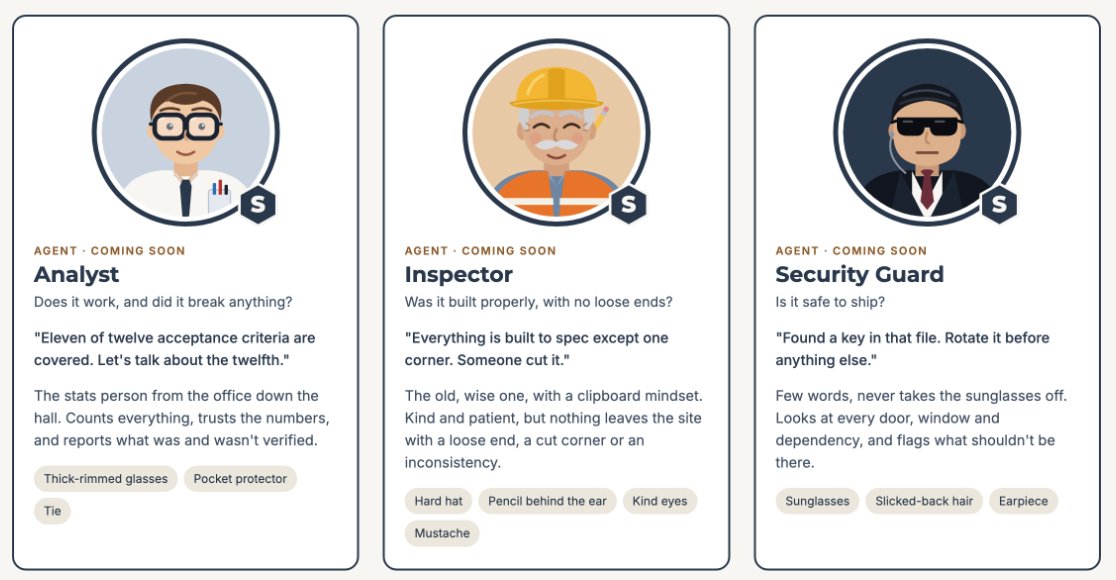 S
AGENT · COMING SOON
Analyst
Does it work, and did it break anything?
"Eleven of twelve acceptance criteria are
covered. Let's talk about the twelfth."
The stats person from the office down the
hall. Counts everything, trusts the numbers,
and reports what was and wasn't verified.
Thick-rimmed glasses
Pocket protector
Tie
S
AGENT · COMING SOON
Inspector
Was it built properly, with no loose ends?
"Everything is built to spec except one
corner. Someone cut it."
The old, wise one, with a clipboard mindset.
Kind and patient, but nothing leaves the site
with a loose end, a cut corner or an
inconsistency.
Hard hat
Pencil behind the ear
Kind eyes
Mustache
S
AGENT · COMING SOON
Security Guard
Is it safe to ship?
"Found a key in that file. Rotate it before
anything else."
Few words, never takes the sunglasses off.
Looks at every door, window and
dependency, and flags what shouldn't be
there.
Sunglasses
Slicked-back hair
Earpiece